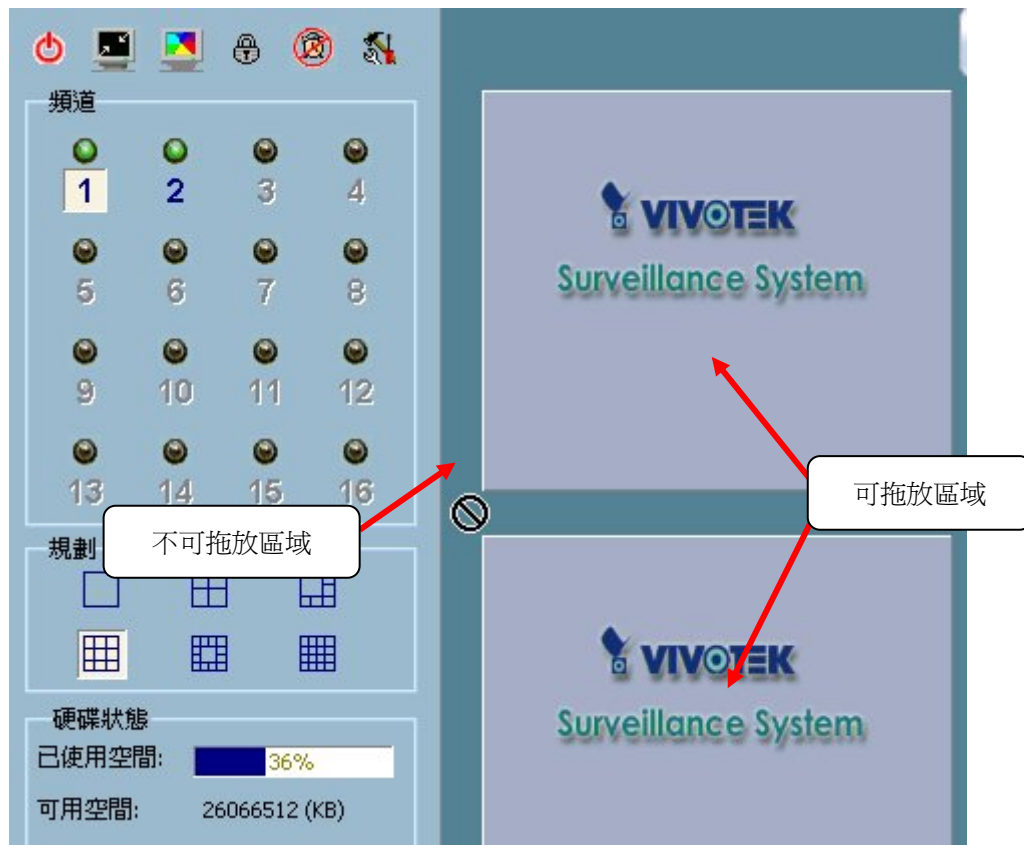 頻道
1 2 3 4
5 6 7 8
9 10 11 12
13 14 15 16
不可拖放區域
規劃
硬碟狀態
已使用空間: 36%
可用空間: 26066512 (KB)
VIVOTEK
Surveillance System
可拖放區域
VIVOTEK
Surveillance System